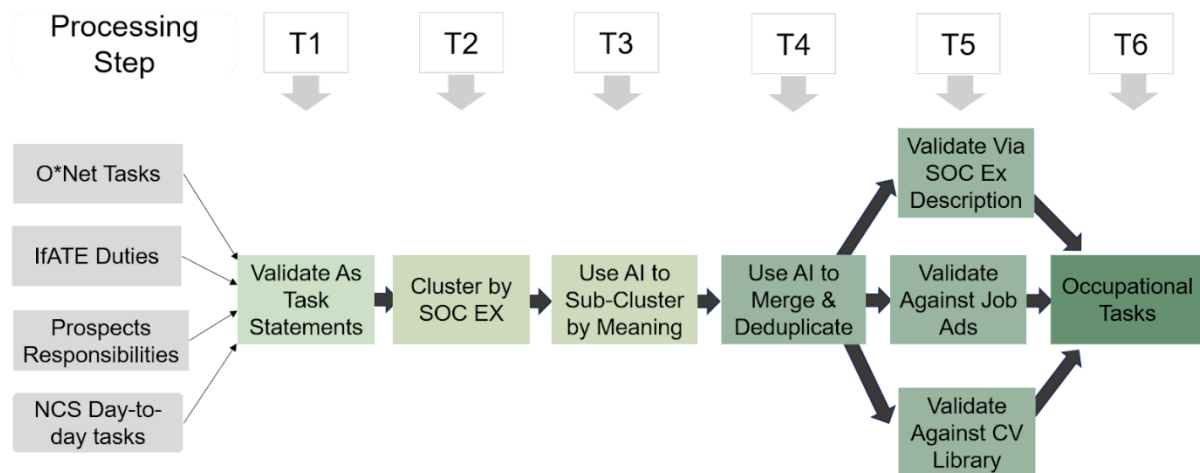 Processing
Step
T1
T2
T3
T4
T5
T6
O*Net Tasks
IfATE Duties
Prospects
Responsibilities
NCS Day-to-
day tasks
Validate As
Task
Statements
Cluster by
SOC EX
Use AI to
Sub-Cluster
by Meaning
Use AI to
Merge &
Deduplicate
Validate Via
SOC Ex
Description
Validate
Against Job
Ads
Validate
Against CV
Library
Occupational
Tasks